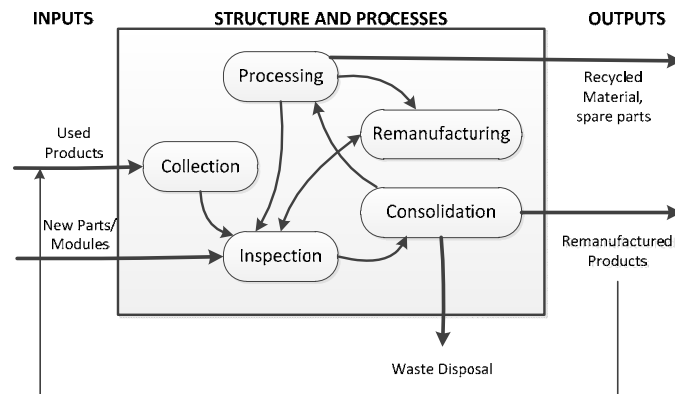 INPUTS
STRUCTURE AND PROCESSES
OUTPUTS
Processing
Recycled
Material,
spare parts
Used
Products
Remanufacturing
Collection
Consolidation
New Parts/
Modules
Inspection
Remanufactured
Products
Waste Disposal